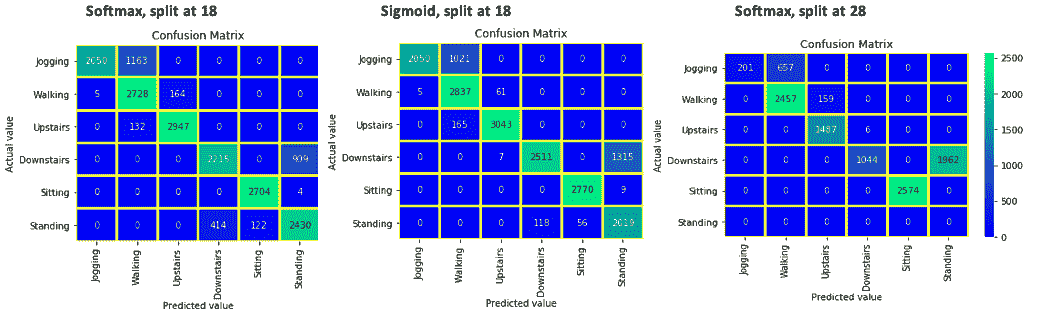 Softmax, split at 18
Confusion Matrix
Actual value
Jogging 2050 1163 0 0 0 0
Walking 5 2728 164 0 0 0
Upstairs 0 132 2947 0 0 0
Downstairs 0 0 0 2215 0 909
Sitting 0 0 0 0 2704 4
Standing 0 0 0 414 122 2430
Jogging Walking Upstairs Downstairs Sitting Standing
Predicted value
Sigmoid, split at 18
Confusion Matrix
Actual value
Jogging 2050 1021 0 0 0 0
Walking 5 2837 61 0 0 0
Upstairs 0 165 3043 0 0 0
Downstairs 0 0 7 2511 0 1315
Sitting 0 0 0 0 2770 9
Standing 0 0 0 118 56 2019
Jogging Walking Upstairs Downstairs Sitting Standing
Predicted value
Softmax, split at 28
Confusion Matrix
Actual value
Jogging 201 657 0 0 0 0
Walking 0 2457 159 0 0 0
Upstairs 0 0 1487 6 0 0
Downstairs 0 0 0 1044 0 1962
Sitting 0 0 0 0 2574 0
Standing 0 0 0 0 0 0
Jogging Walking Upstairs Downstairs Sitting Standing
Predicted value
2500
2000
1500
1000
500
0